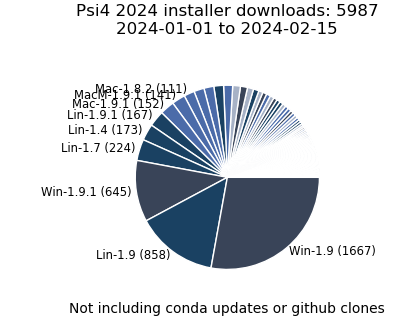 Psi4 2024 installer downloads: 5987
2024-01-01 to 2024-02-15
Mac-1.8.2 (111)
MacM-1.9.1 (141)
Mac-1.9.1 (152)
Lin-1.9.1 (167)
Lin-1.4 (173)
Lin-1.7 (224)
Win-1.9.1 (645)
Lin-1.9 (858)
Win-1.9 (1667)
Not including conda updates or github clones